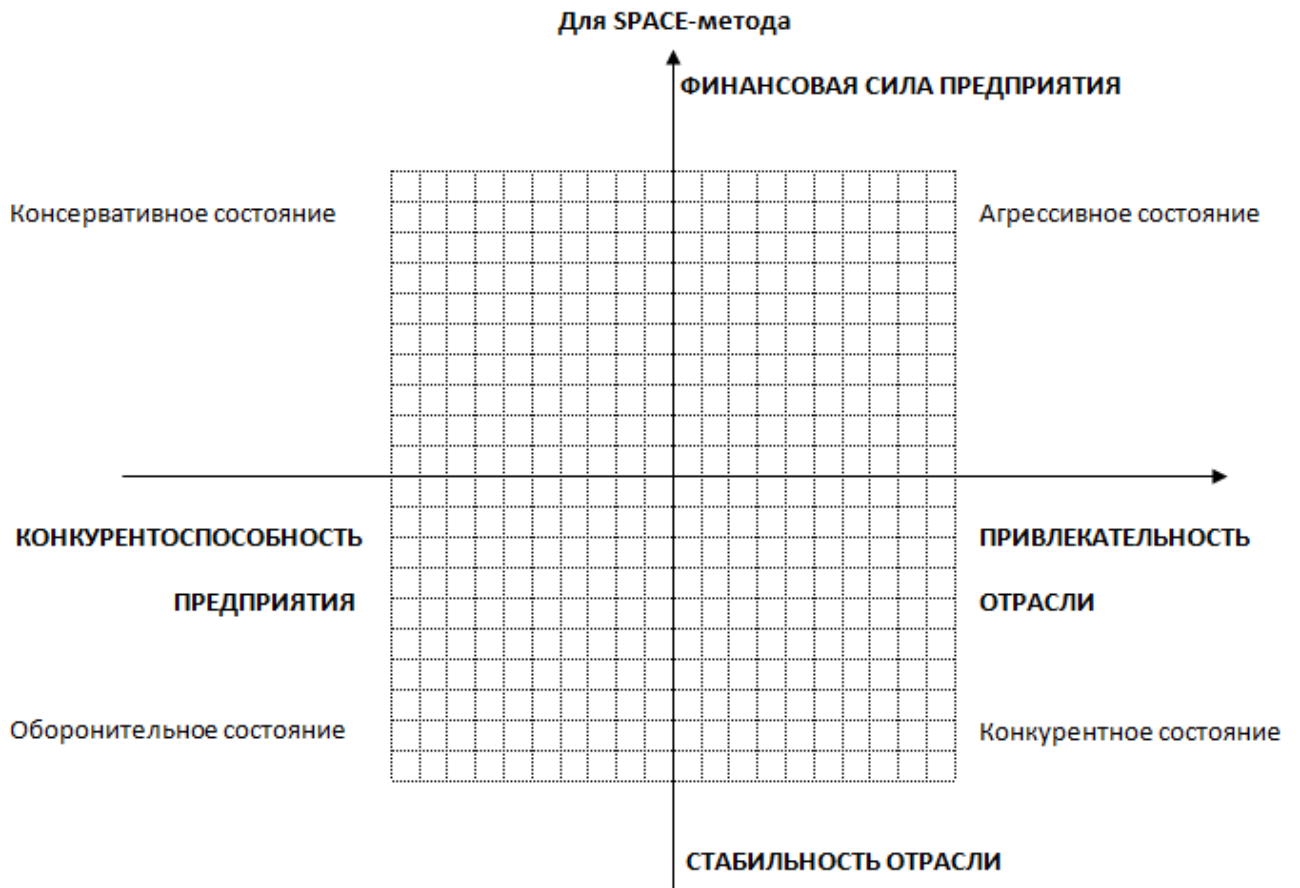 Для SPACE-метода
ФИНАНСОВАЯ СИЛА ПРЕДПРИЯТИЯ
Консервативное состояние
Агрессивное состояние
КОНКУРЕНТОСПОСОБНОСТЬ
ПРЕДПРИЯТИЯ
ПРИВЛЕКАТЕЛЬНОСТЬ
ОТРАСЛИ
Оборонительное состояние
Конкурентное состояние
СТАБИЛЬНОСТЬ ОТРАСЛИ